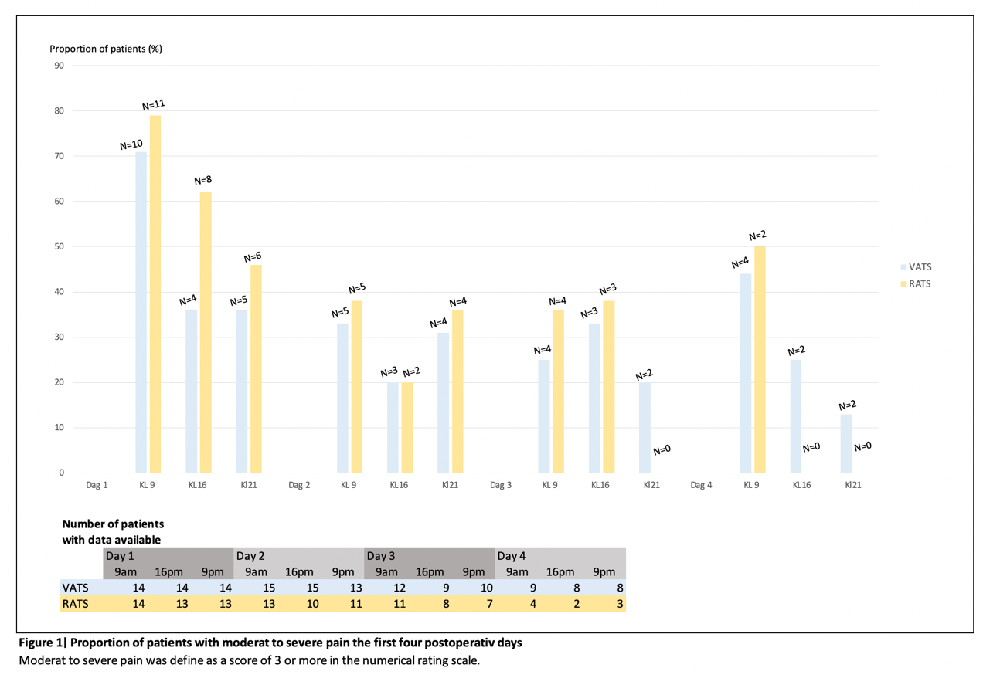 Proportion of patients (%)
90
80
70
60
50
40
30
20
10
0
N=10 N=11
N=4 N=8
N=5 N=6
N=5 N=5
N=3 N=2
N=4 N=4
N=4 N=4
N=3 N=3
N=2 N=0
N=4 N=2
N=2 N=0
N=2 N=0
Dag 1 KL 9 KL16 Kl21 Dag 2 KL 9 KL16 Kl21 Dag 3 KL 9 KL16 Kl21 Dag 4 KL 9 KL16 Kl21
VATS
RATS
Number of patients
with data available
Day 1 Day 2 Day 3 Day 4
9am 16pm 9pm 9am 16pm 9pm 9am 16pm 9pm 9am 16pm 9pm
VATS 14 14 14 15 15 13 12 9 10 9 8 8
RATS 14 13 13 13 10 11 11 8 7 4 2 3
Figure 1| Proportion of patients with moderat to severe pain the first four postoperativ days
Moderat to severe pain was define as a score of 3 or more in the numerical rating scale.